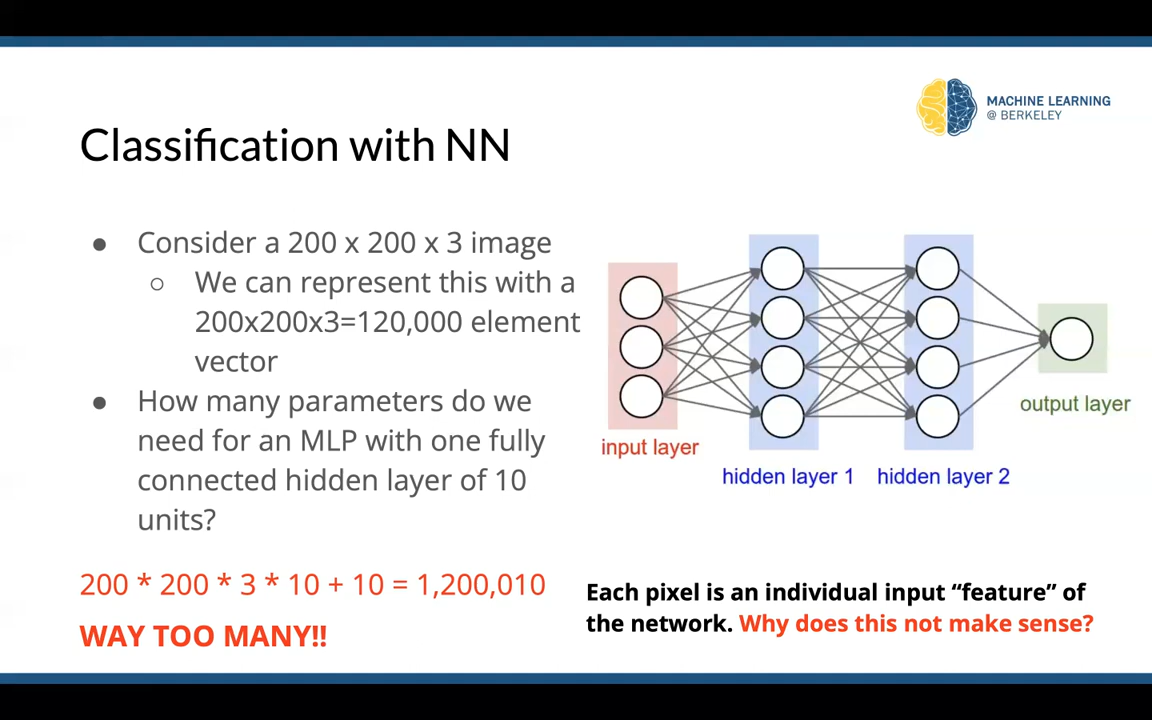 MACHINE LEARNING
@ BERKELEY
Classification with NN
● Consider a 200 x 200 x 3 image
○ We can represent this with a
200x200x3=120,000 element
vector
● How many parameters do we
need for an MLP with one fully
connected hidden layer of 10
units?
200 * 200 * 3 * 10 + 10 = 1,200,010
WAY TOO MANY!!
input layer
hidden layer 1
hidden layer 2
output layer
Each pixel is an individual input “feature” of
the network. Why does this not make sense?